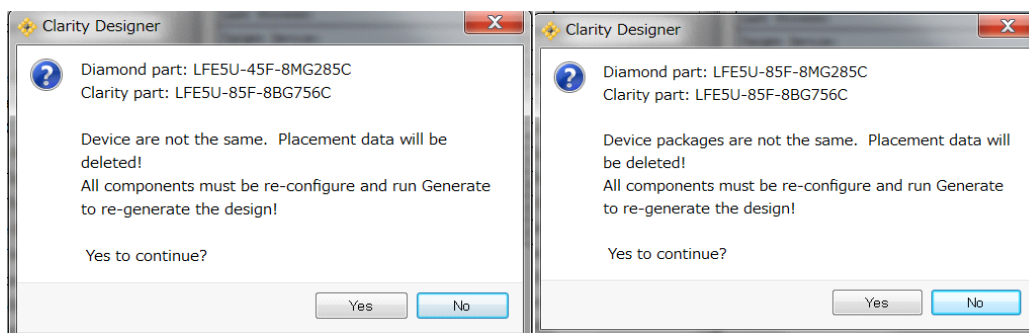 Clarity Designer
Diamond part: LFE5U-45F-8MG285C
Clarity part: LFE5U-85F-8BG756C
Device are not the same. Placement data will be
deleted!
All components must be re-configure and run Generate
to re-generate the design!
Yes to continue?
Yes
No
Clarity Designer
Diamond part: LFE5U-85F-8MG285C
Clarity part: LFE5U-85F-8BG756C
Device packages are not the same. Placement data will
be deleted!
All components must be re-configure and run Generate
to re-generate the design!
Yes to continue?
Yes
No